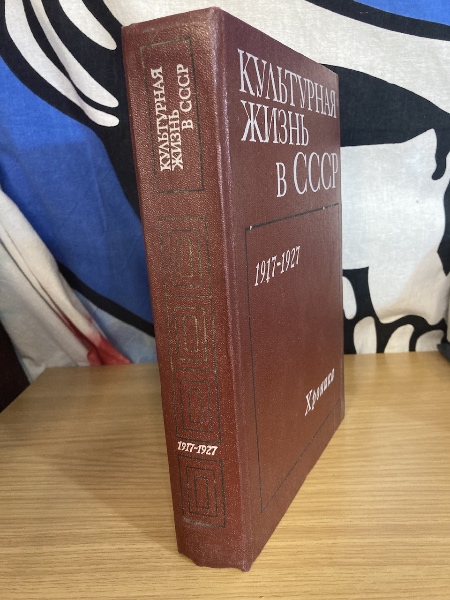 КУЛЬТУРНАЯ
ЖИЗНЬ
В СССР
1917-1927
КУЛЬТУРНАЯ
ЖИЗНЬ
В СССР
1917-1927
Хроника